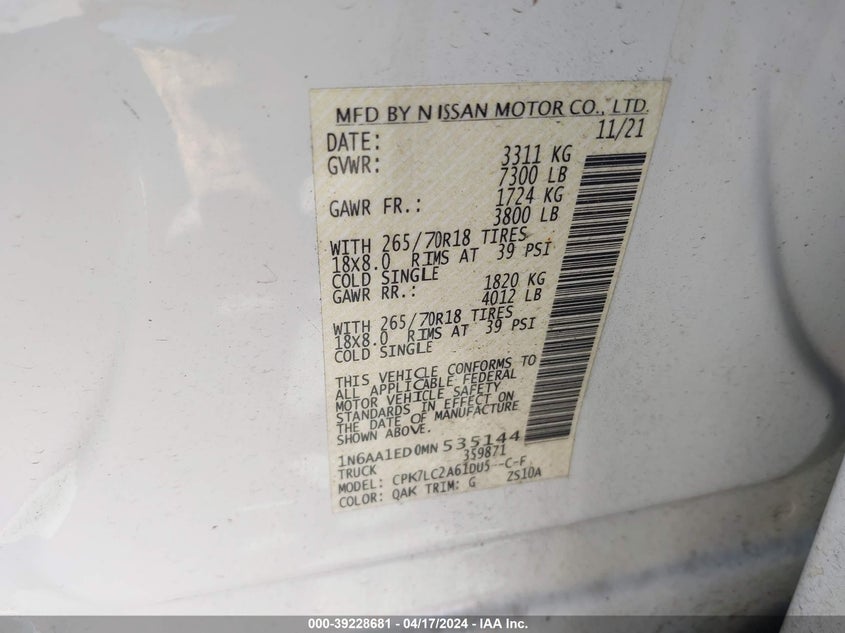 MFD BY NISSAN MOTOR CO., LTD.
DATE: 11/21
GVWR: 3311 KG
7300 LB
GAWR FR.: 1724 KG
3800 LB
WITH 265/70R18 TIRES
18X8.0 RIMS AT 39 PSI
COLD SINGLE
GAWR RR.: 1820 KG
4012 LB
WITH 265/70R18 TIRES
18X8.0 RIMS AT 39 PSI
COLD SINGLE
THIS VEHICLE CONFORMS TO
ALL APPLICABLE FEDERAL
MOTOR VEHICLE SAFETY
STANDARDS IN EFFECT ON
THE DATE OF MANUFACTURE
SHOWN ABOVE.
1N6AA1ED0MN535144
TRUCK 359871
MODEL: CPK7LC2A61DU5--C-F
COLOR: QAK TRIM: G ZS10A
000-39228681 - 04/17/2024 - IAA, Inc.